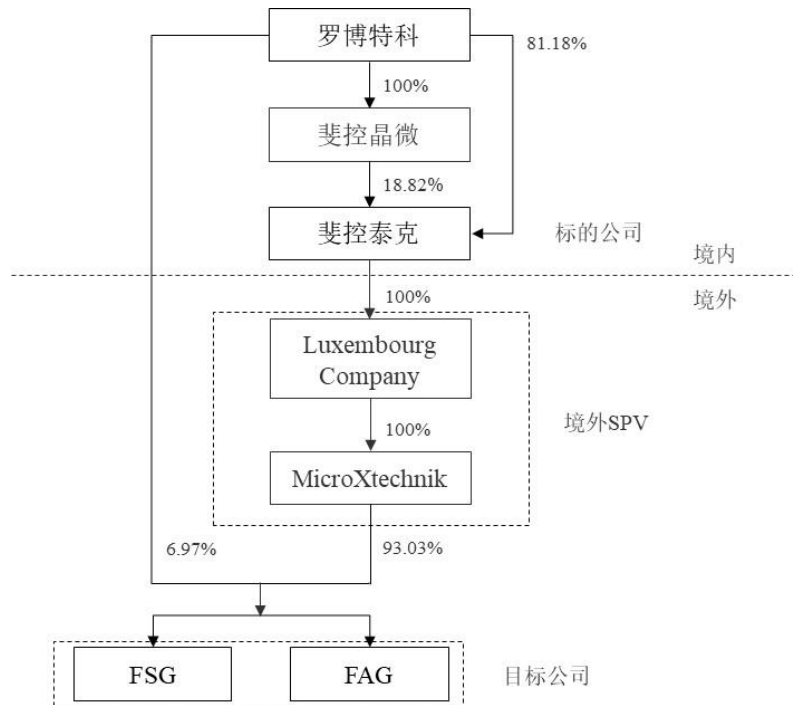 罗博特科
81.18%
100%
斐控晶微
18.82%
斐控泰克
标的公司
境内
100%
境外
Luxembourg
Company
100%
境外SPV
MicroXtechnik
6.97%
93.03%
FSG
FAG
目标公司